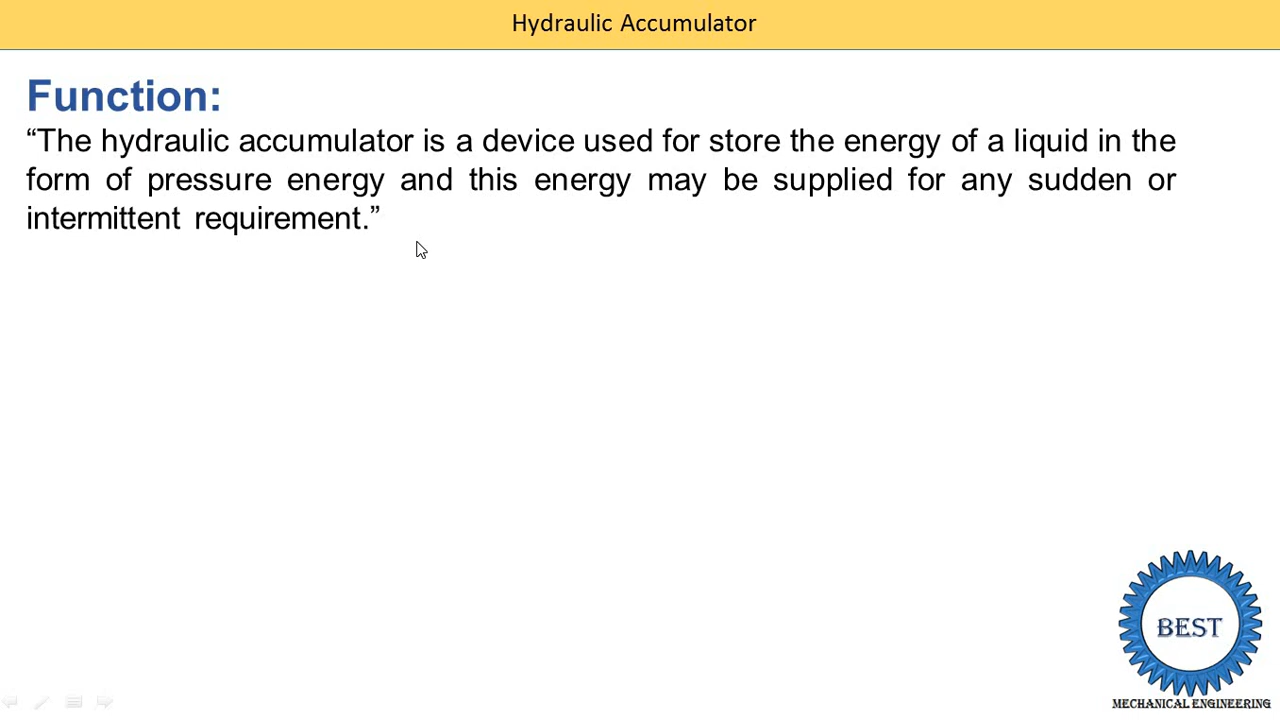 Hydraulic Accumulator
Function:
“The hydraulic accumulator is a device used for store the energy of a liquid in the
form of pressure energy and this energy may be supplied for any sudden or
intermittent requirement.”
BEST
MECHANICAL ENGINEERING